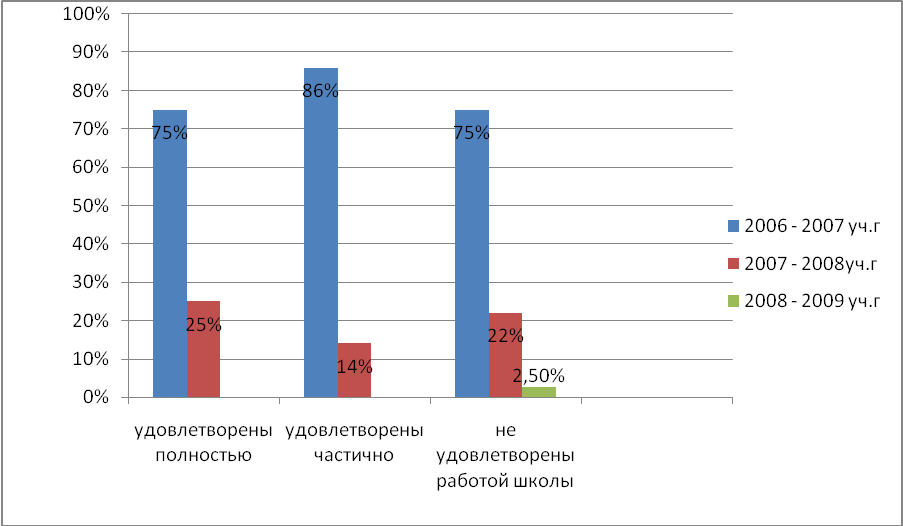 100%
90%
80%
70%
60%
50%
40%
30%
20%
10%
0%
75%
86%
75%
25%
14%
22%
2,50%
удовлетворены
полностью
удовлетворены
частично
не
удовлетворены
работой школы
2006 - 2007 уч.г
2007 - 2008уч.г
2008 - 2009 уч.г